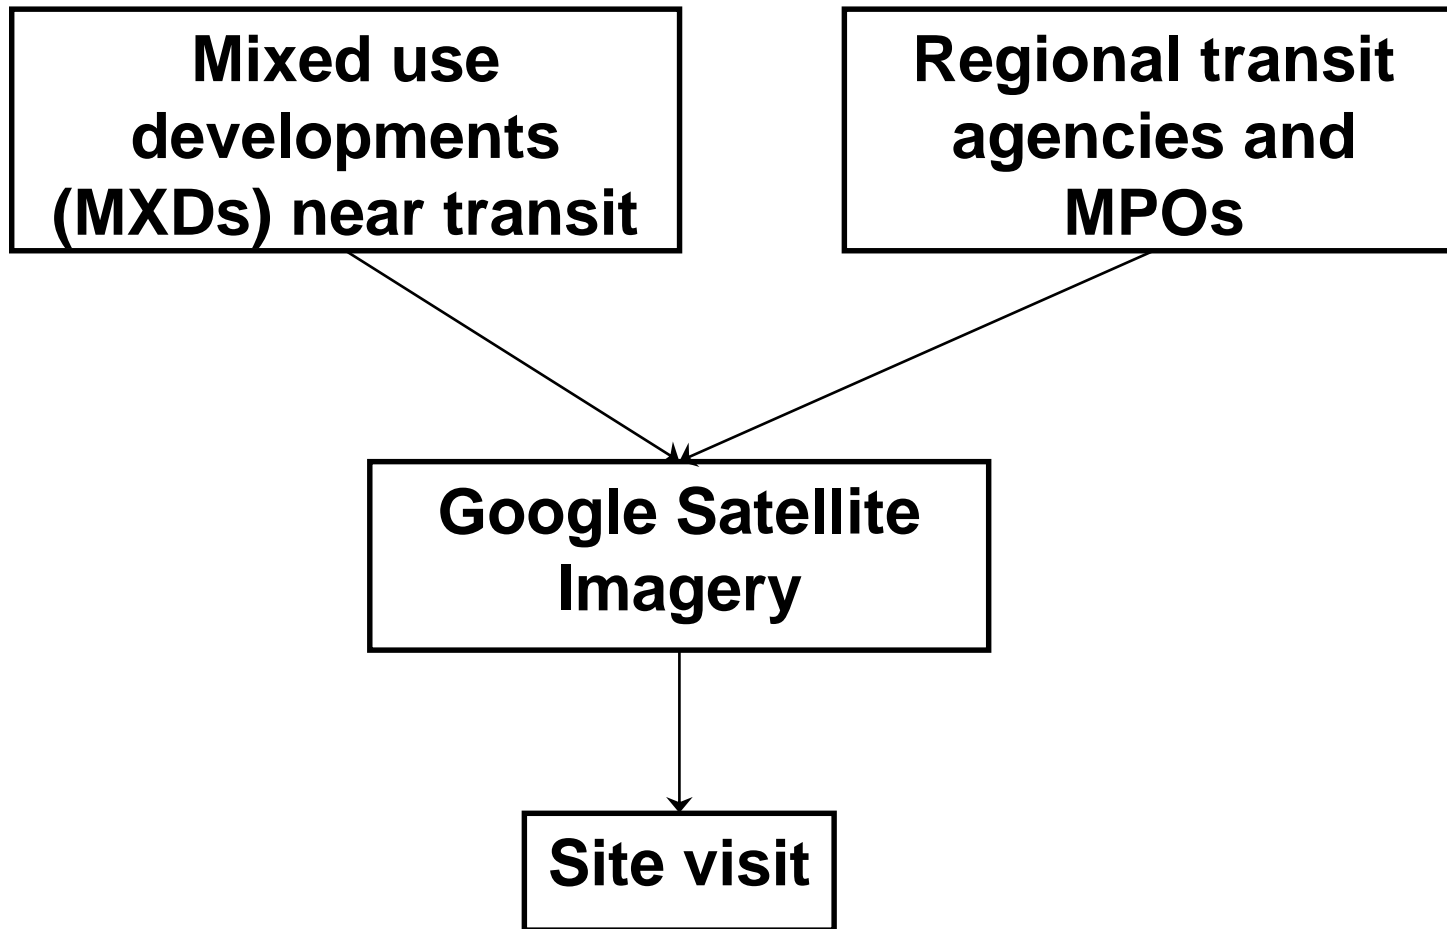 Mixed use
developments
(MXDs) near transit
Regional transit
agencies and
MPOs
Google Satellite
Imagery
Site visit